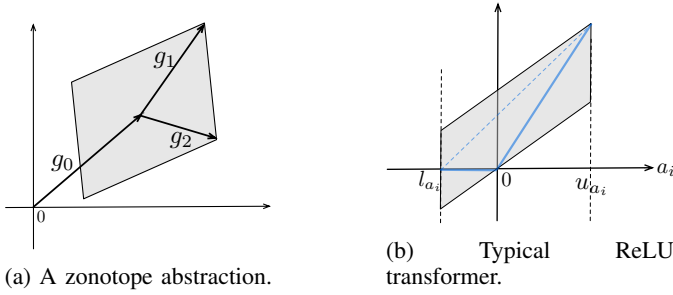 g₁
g₂
g₀
0
(a) A zonotope abstraction.
l_{a_i}
0
u_{a_i}
a_i
(b) Typical ReLU
transformer.